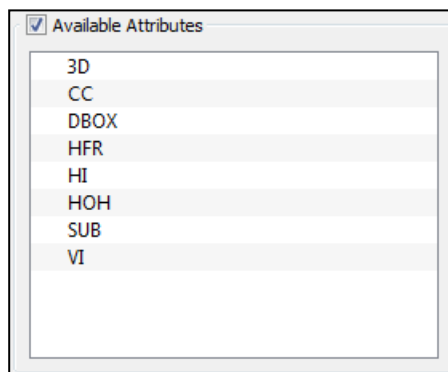 Available Attributes
3D
CC
DBOX
HFR
HI
HOH
SUB
VI